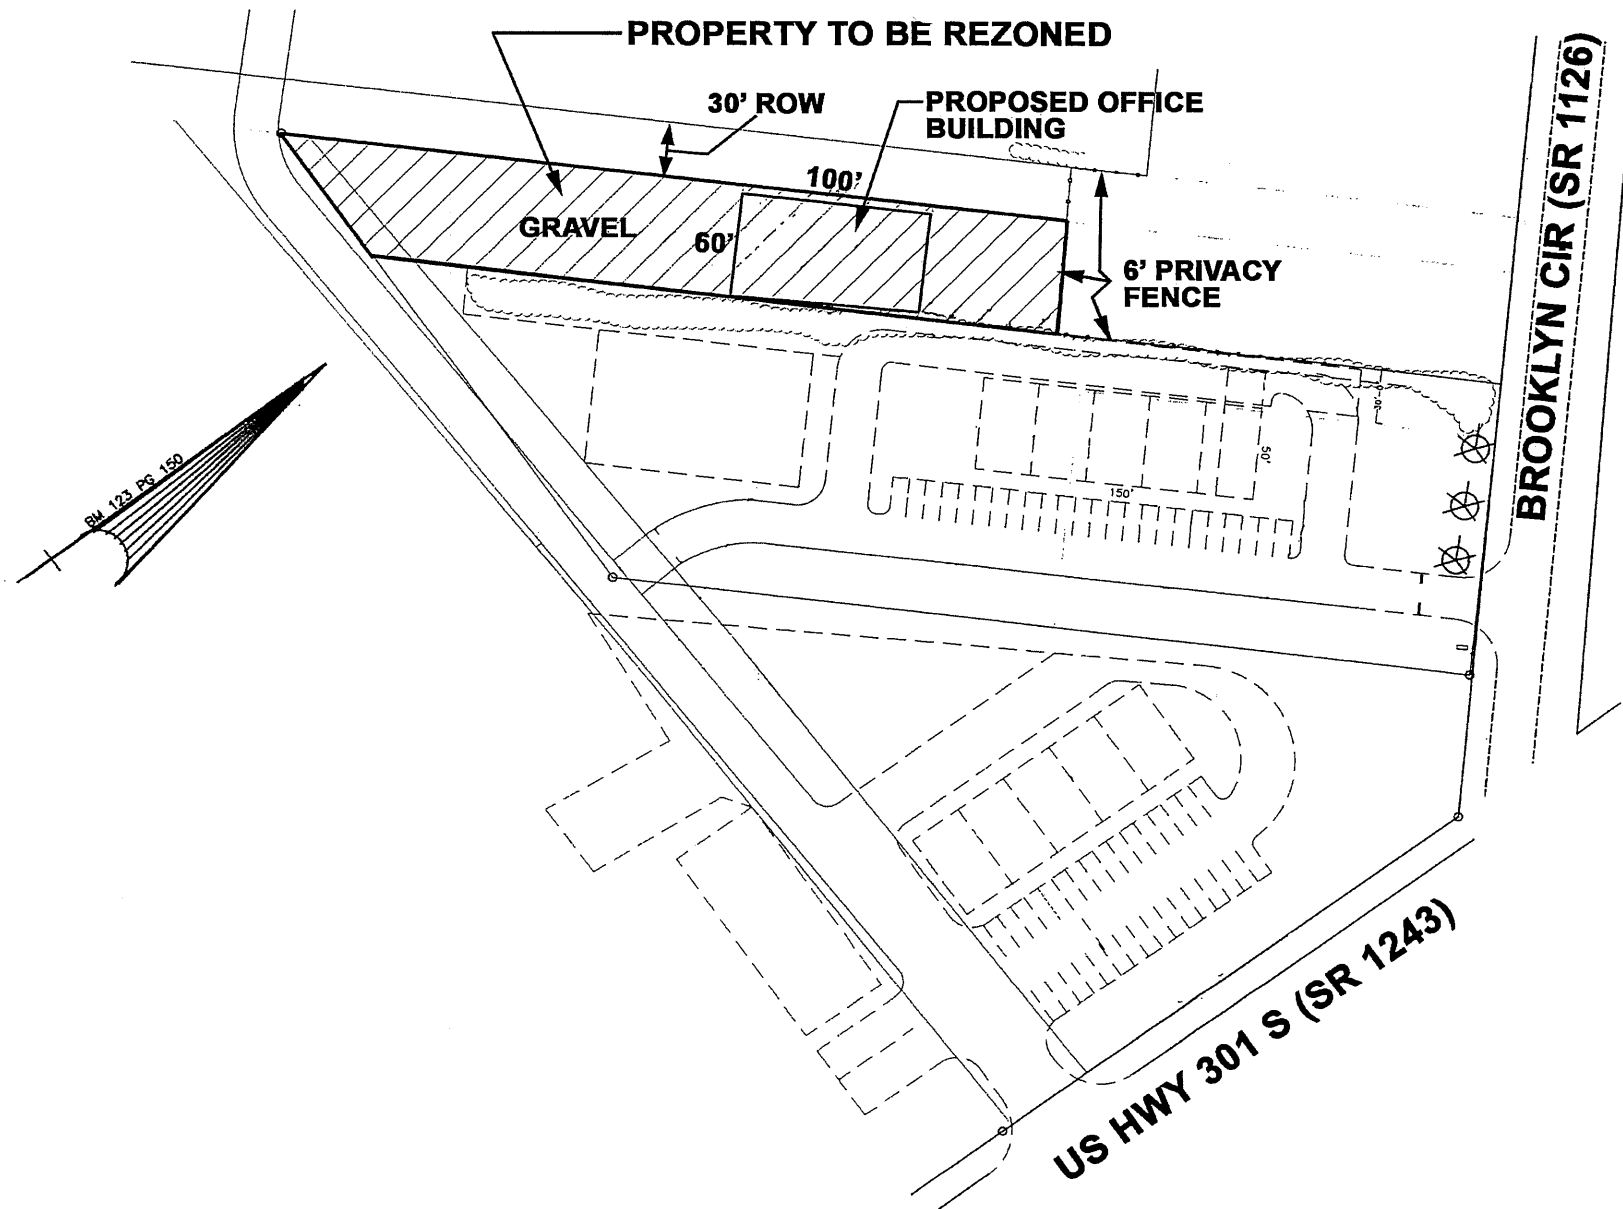 PROPERTY TO BE REZONED
30' ROW
PROPOSED OFFICE
BUILDING
100'
GRAVEL
60'
6' PRIVACY
FENCE
BROOKLYN CIR (SR 1126)
BM 123 PG 150
50'
150'
US HWY 301 S (SR 1243)